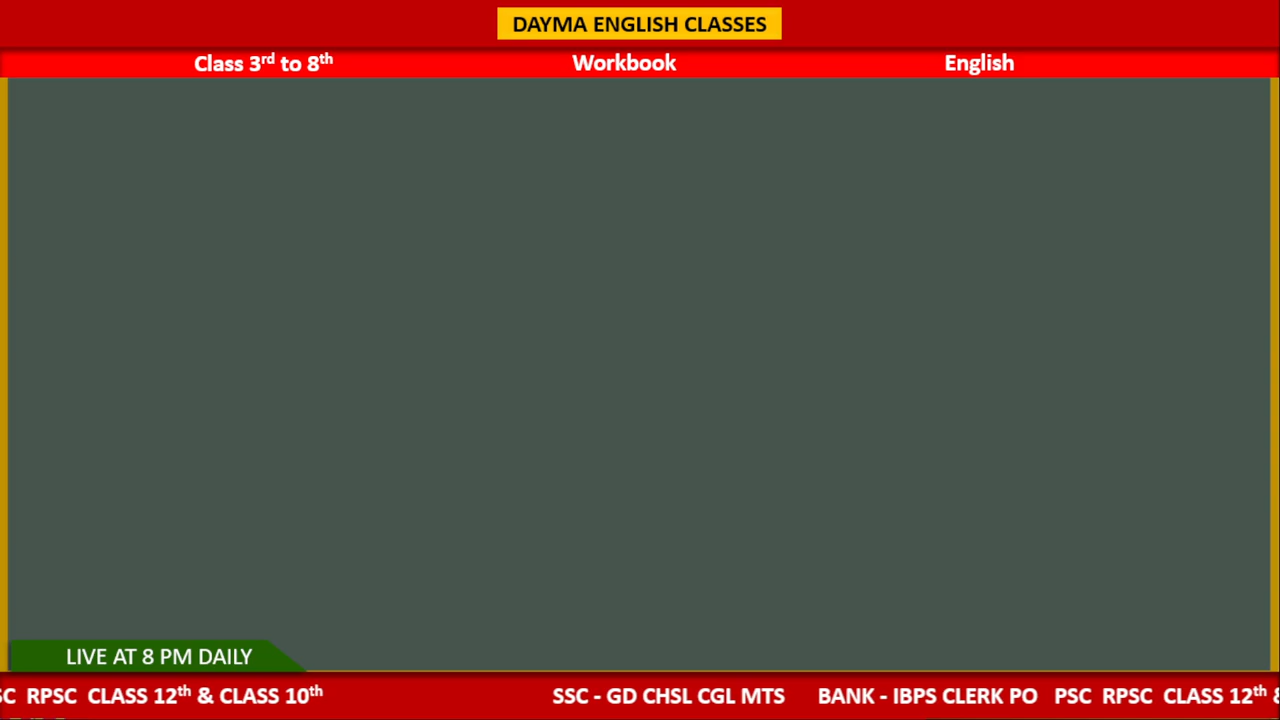 DAYMA ENGLISH CLASSES
Class 3rd to 8th Workbook English
LIVE AT 8 PM DAILY
RPSC CLASS 12th & CLASS 10th SSC - GD CHSL CGL MTS BANK - IBPS CLERK PO PSC RPSC CLASS 12th &